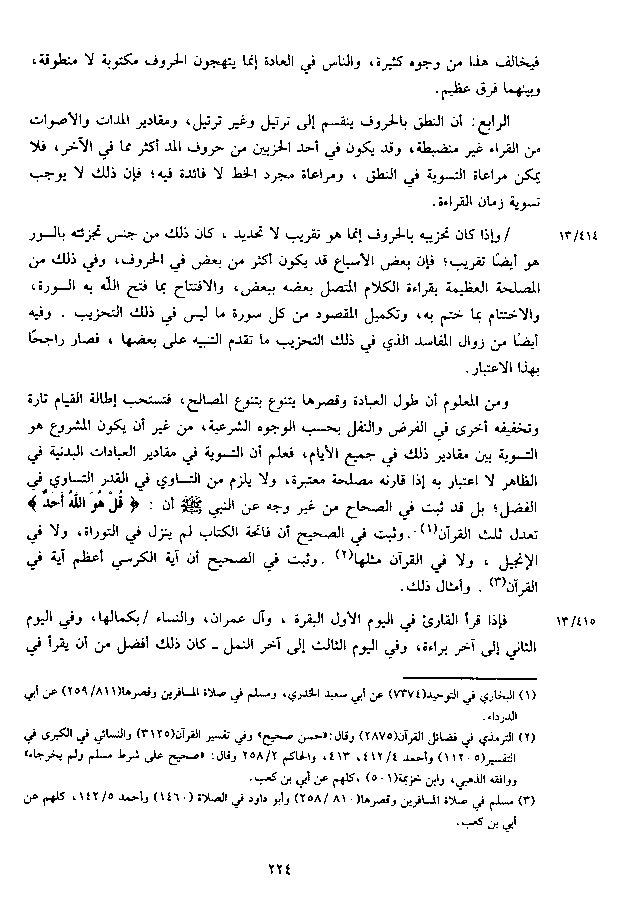 فيخالف هذا من وجوه كثيرة، والناس في العادة إنما يتهجون الحروف مكتوبة لا منطوقة،
وبينهما فرق عظيم.
الرابع: أن النطق بالحروف ينقسم إلى ترتيل وغير ترتيل، ومقادير المدات والأصوات
من القراء غير منضبطة، وقد يكون في أحد الحزبين من حروف المد أكثر مما في الآخر، فلا
يمكن مراعاة التسوية في النطق ، ومراعاة مجرد الخط لا فائدة فيه؛ فإن ذلك لا يوجب
تسوية زمان القراءة.
١٣/٤١٤ / وإذا كان تحزيبه بالحروف إنما هو تقريب لا تحديد ، كان ذلك من جنس تجزئته بالسور
هو أيضًا تقريب؛ فإن بعض الأسباع قد يكون أكثر من بعض في الحروف، وفي ذلك من
المصلحة العظيمة بقراءة الكلام المتصل بعضه ببعض، والافتتاح بما فتح الله به السورة،
والاختتام بما ختم به، وتكميل المقصود من كل سورة ما ليس في ذلك التحزيب . وفيه
أيضًا من زوال المفاسد الذي في ذلك التحزيب ما تقدم التنبيه على بعضها ، فصار راجحًا
بهذا الاعتبار.
ومن المعلوم أن طول العبادة وقصرها يتنوع بتنوع المصالح، فتستحب إطالة القيام تارة
وتخفيفه أخرى في الفرض والنفل بحسب الوجوه الشرعية، من غير أن يكون المشروع هو
التسوية بين مقادير ذلك في جميع الأيام، فعلم أن التسوية في مقادير العبادات البدنية في
الظاهر لا اعتبار به إذا قارنه مصلحة معتبرة، ولا يلزم من التساوي في القدر التساوي في
الفضل؛ بل قد ثبت في الصحاح من غير وجه عن النبي ﷺ أن : ﴿ قُلْ هُوَ اللَّهُ أَحَدٌ ﴾
تعدل ثلث القرآن(١). وثبت في الصحيح أن فاتحة الكتاب لم ينزل في التوراة، ولا في
الإنجيل ، ولا في القرآن مثلها(٢) . وثبت في الصحيح أن آية الكرسي أعظم آية في
القرآن(٣) . وأمثال ذلك.
١٣/٤١٥ فإذا قرأ القارئ في اليوم الأول البقرة ، وآل عمران، والنساء /بكمالها، وفي اليوم
الثاني إلى آخر براءة، وفي اليوم الثالث إلى آخر النمل ـ كان ذلك أفضل من أن يقرأ في
(١) البخاري في التوحيد(٧٣٧٤) عن أبي سعيد الخدري، ومسلم في صلاة المسافرين وقصرها(٢٥٩/٨١١) عن أبي
الدرداء.
(٢) الترمذي في فضائل القرآن(٢٨٧٥) وقال:«حسن صحيح» وفي تفسير القرآن(٣١٢٥) والنسائي في الكبرى في
التفسير(١١٢٠٥) وأحمد ٤١٢/٤، ٤١٣، والحاكم ٢٥٨/٢ وقال: «صحيح على شرط مسلم ولم يخرجاه»
ووافقه الذهبي، وابن خزيمة(٥٠١) ،كلهم عن أبي بن كعب.
(٣) مسلم في صلاة المسافرين وقصرها(٢٥٨/٨١٠) وأبو داود في الصلاة (١٤٦٠) وأحمد ١٤٢/٥، كلهم عن
أبي بن كعب.
٢٢٤